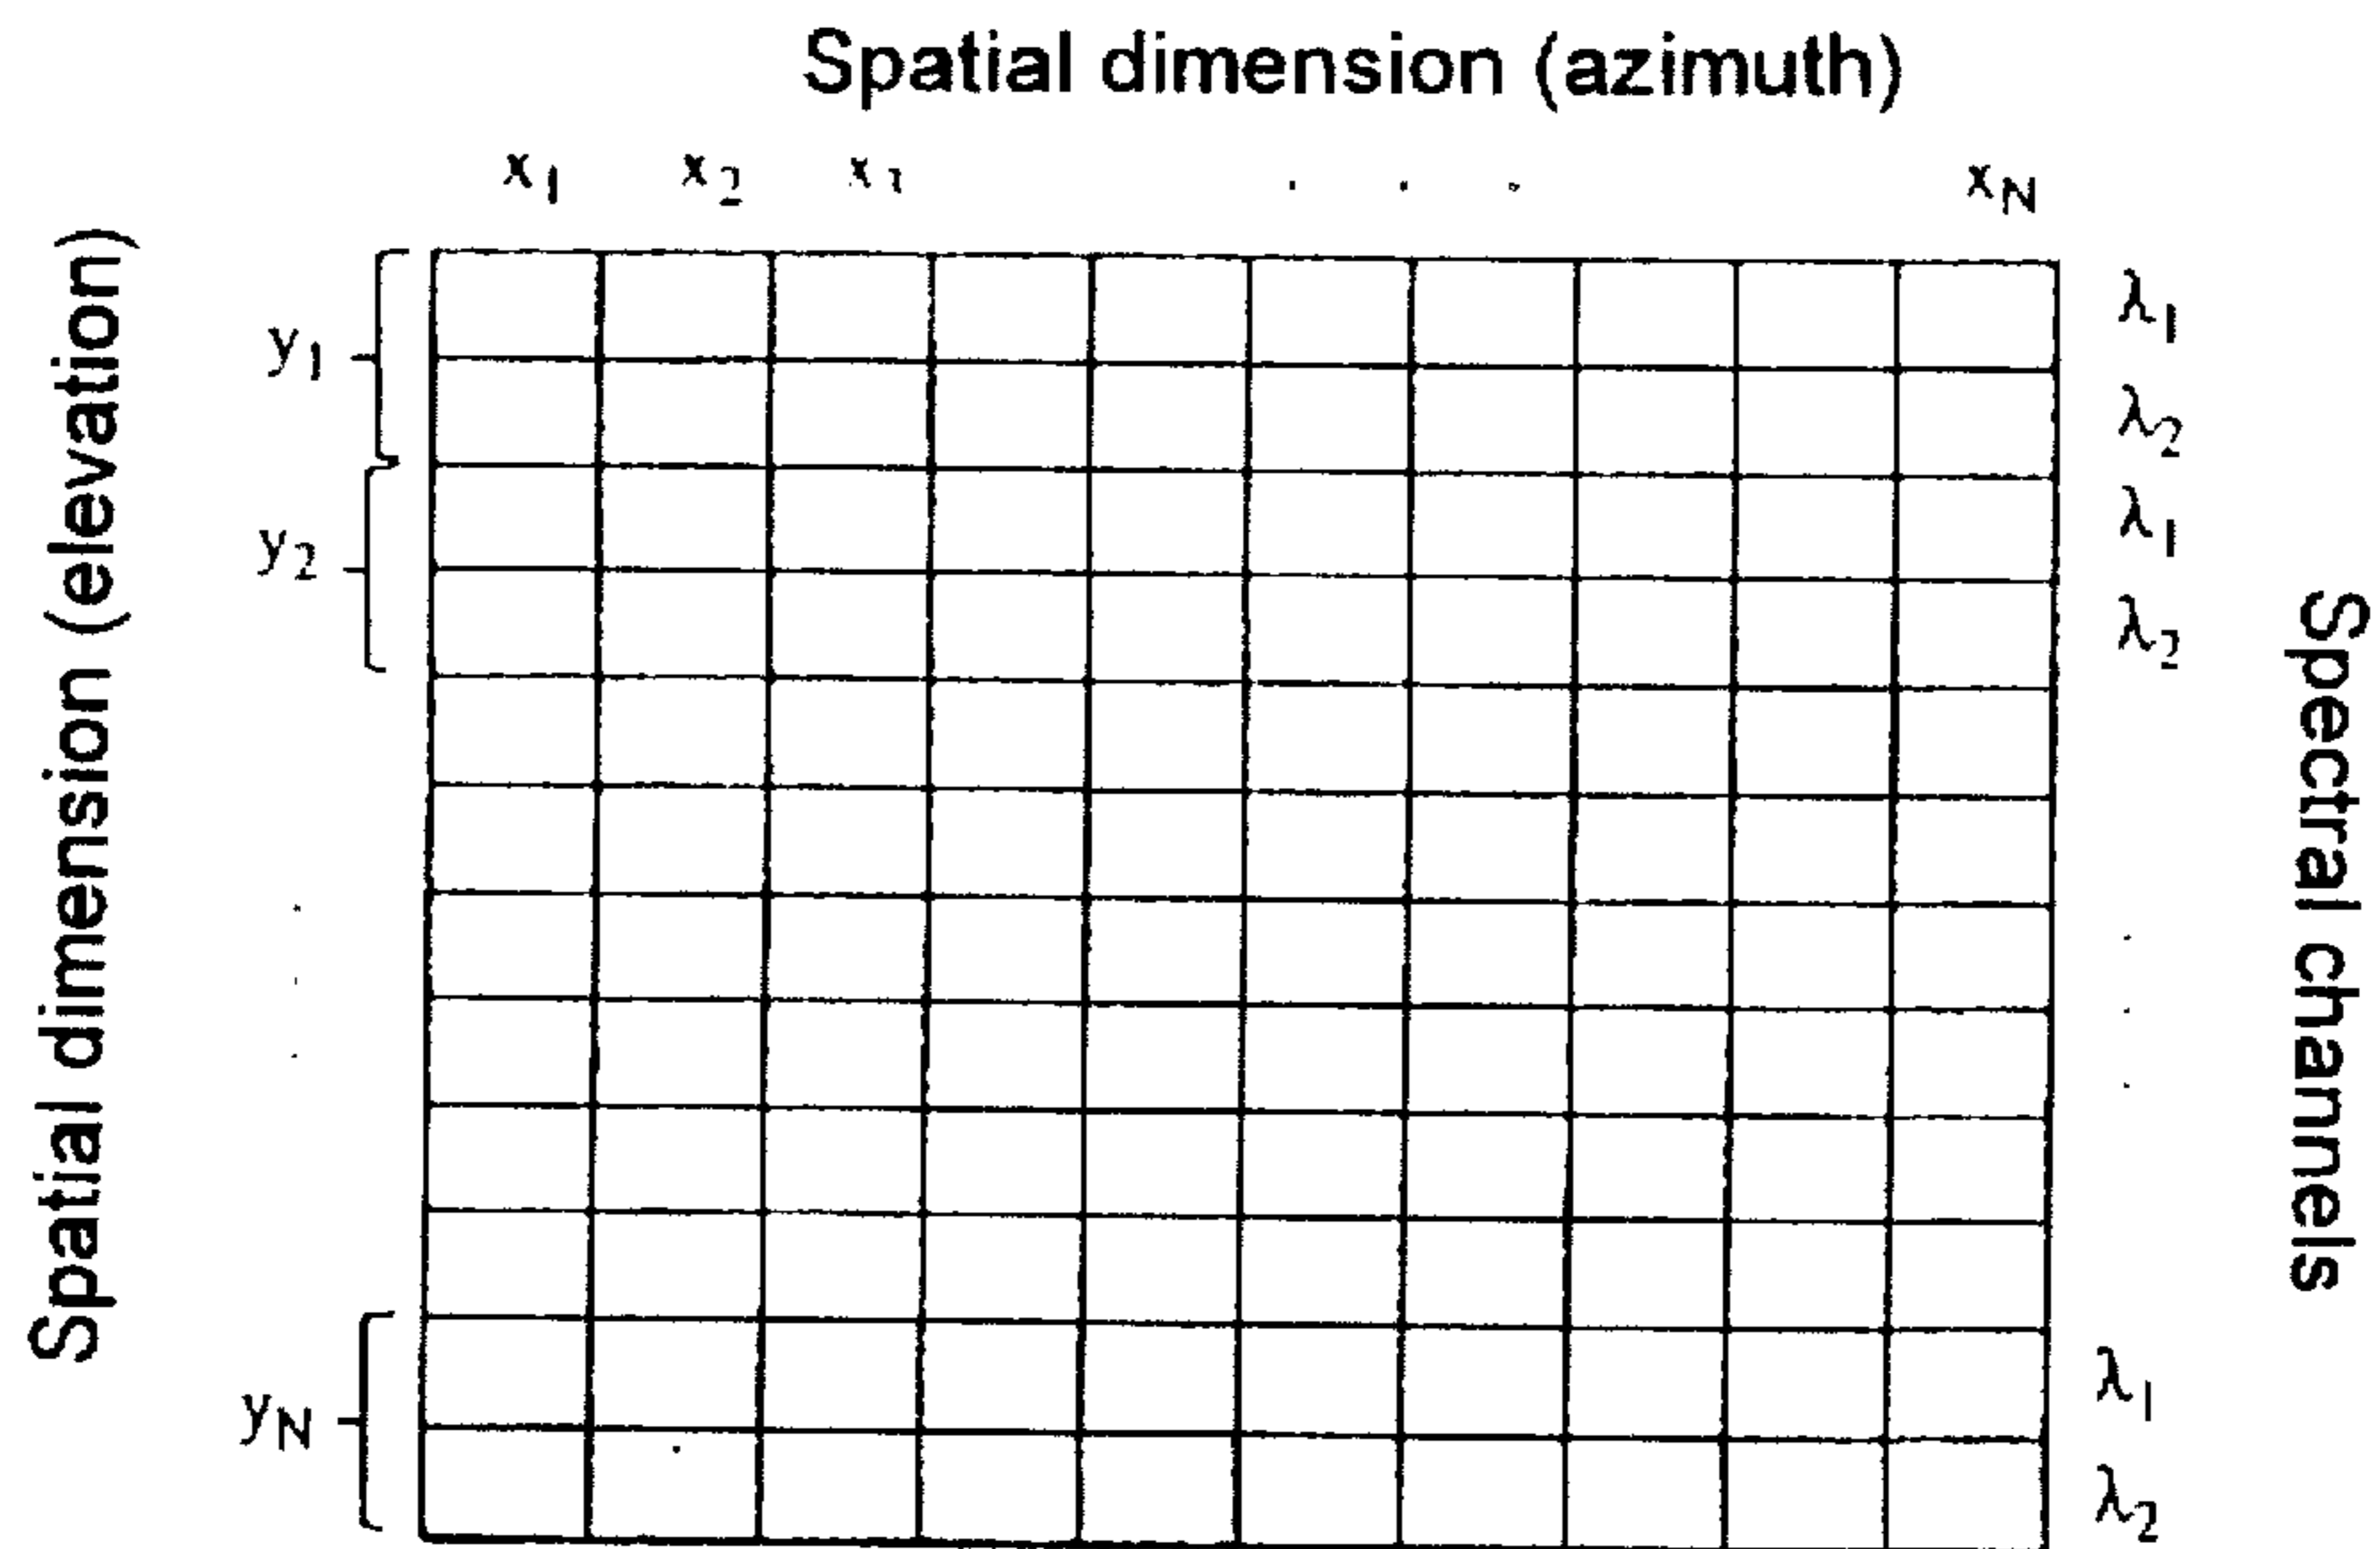 Spatial dimension (azimuth)
x1 x2 x3 . . . xN
Spatial dimension (elevation)
y1
y2
.
.
.
yN
λ1
λ2
λ1
λ2
.
.
.
λ1
λ2
Spectral channels